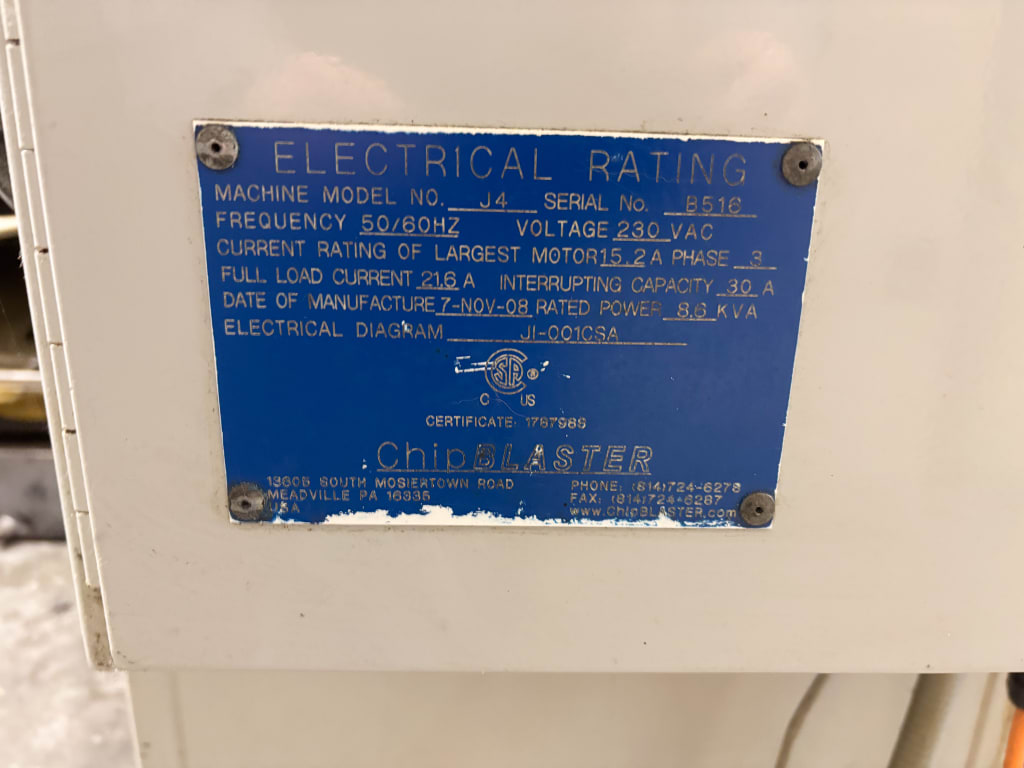 ELECTRICAL RATING
MACHINE MODEL NO. J4 SERIAL No. B516
FREQUENCY 50/60HZ VOLTAGE 230 VAC
CURRENT RATING OF LARGEST MOTOR 15.2 A PHASE 3
FULL LOAD CURRENT 21.6 A INTERRUPTING CAPACITY 30 A
DATE OF MANUFACTURE 7-NOV-08 RATED POWER 8.6 KVA
ELECTRICAL DIAGRAM JI-001CSA
SA ®
C US
CERTIFICATE: 1767986
ChipBLASTER
13605 SOUTH MOSIERTOWN ROAD
MEADVILLE PA 16335
USA
PHONE: (814)724-6278
FAX: (814)724-6287
www.ChipBLASTER.com